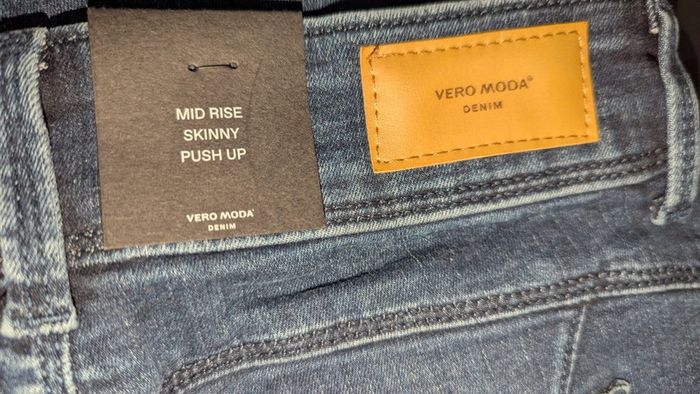 MID RISE
SKINNY
PUSH UP
VERO MODA®
DENIM
VERO MODA®
DENIM